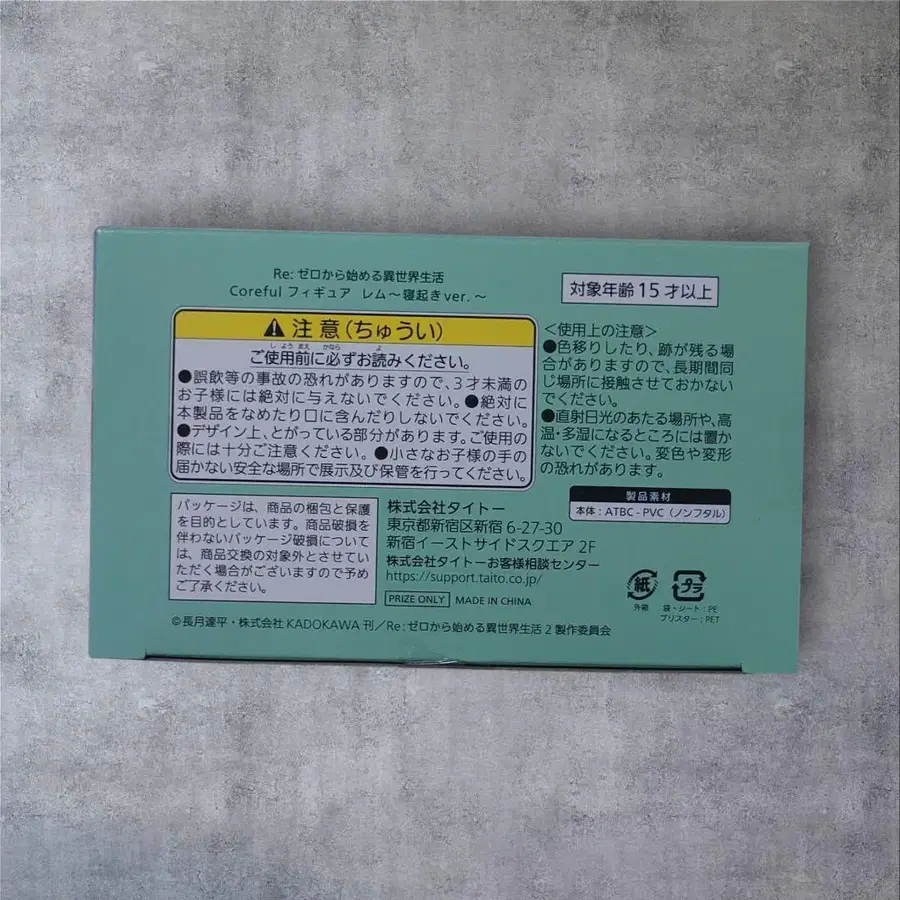 Re: ゼロから始める異世界生活
Coreful フィギュア レム～寝起き ver.～
対象年齢 15 才以上
⚠ 注意(ちゅうい)
ご使用前に必ずお読みください。
しようまえ かなら よ
●誤飲等の事故の恐れがありますので、3才未満の
お子様には絶対に与えないでください。●絶対に
本製品をなめたり口に含んだりしないでください。
●デザイン上、とがっている部分があります。ご使用の
際には十分ご注意ください。 ●小さなお子様の手の
届かない安全な場所で展示及び保管を行ってください。
＜使用上の注意＞
●色移りしたり、跡が残る場
合がありますので、長期間同
じ場所に接触させておかない
でください。
●直射日光のあたる場所や、高
温・多湿になるところには置か
ないでください。変色や変形
の恐れがあります。
製品素材
本体：ATBC - PVC（ノンフタル）
パッケージは、商品の梱包と保護
を目的としています。商品破損を
伴わないパッケージ破損について
は、商品交換の対象外とさせてい
ただく場合がございますので予め
ご了承ください。
株式会社タイトー
東京都新宿区新宿 6-27-30
新宿イーストサイドスクエア 2F
株式会社タイトーお客様相談センター
https://support.taito.co.jp/
PRIZE ONLY MADE IN CHINA
紙
外箱
プラ
袋・シート：PE
ブリスター：PET
©長月達平・株式会社 KADOKAWA 刊／Re：ゼロから始める異世界生活 2 製作委員会